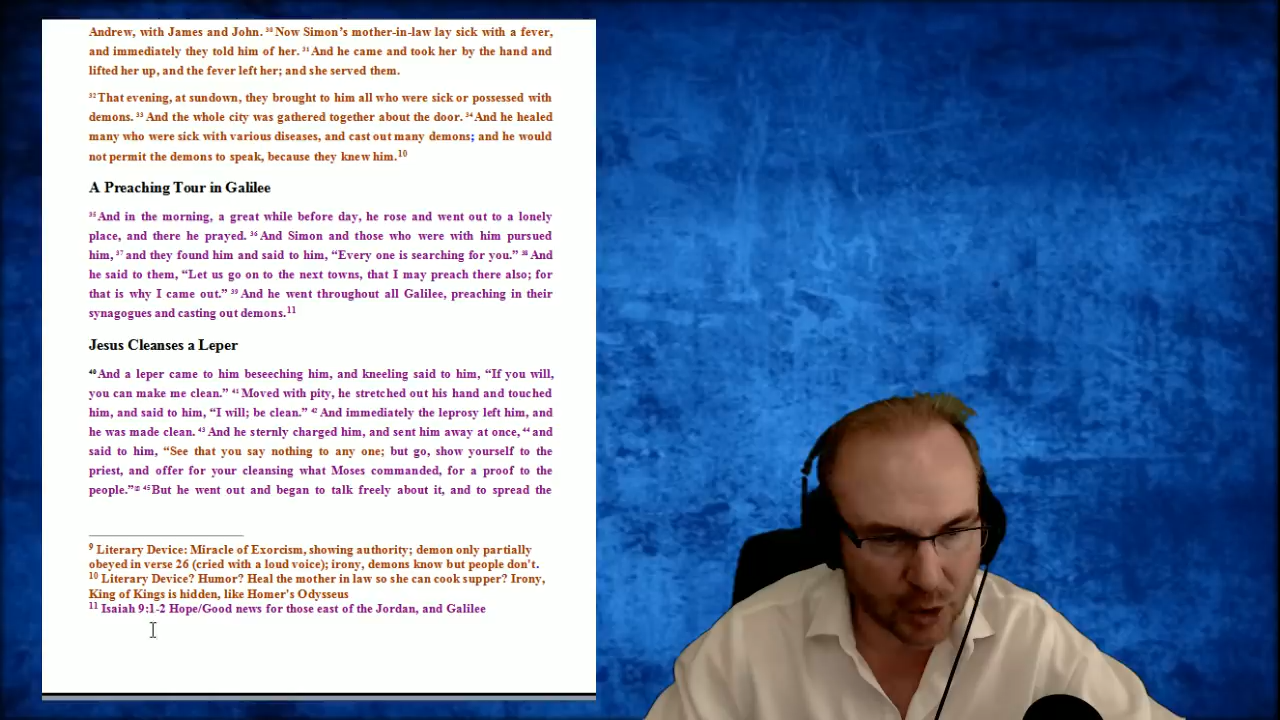 Andrew, with James and John. ³⁰ Now Simon’s mother-in-law lay sick with a fever,
and immediately they told him of her. ³¹ And he came and took her by the hand and
lifted her up, and the fever left her; and she served them.
³² That evening, at sundown, they brought to him all who were sick or possessed with
demons. ³³ And the whole city was gathered together about the door. ³⁴ And he healed
many who were sick with various diseases, and cast out many demons; and he would
not permit the demons to speak, because they knew him.¹⁰
A Preaching Tour in Galilee
³⁵ And in the morning, a great while before day, he rose and went out to a lonely
place, and there he prayed. ³⁶ And Simon and those who were with him pursued
him, ³⁷ and they found him and said to him, “Every one is searching for you.” ³⁸ And
he said to them, “Let us go on to the next towns, that I may preach there also; for
that is why I came out.” ³⁹ And he went throughout all Galilee, preaching in their
synagogues and casting out demons.¹¹
Jesus Cleanses a Leper
⁴⁰ And a leper came to him beseeching him, and kneeling said to him, “If you will,
you can make me clean.” ⁴¹ Moved with pity, he stretched out his hand and touched
him, and said to him, “I will; be clean.” ⁴² And immediately the leprosy left him, and
he was made clean. ⁴³ And he sternly charged him, and sent him away at once, ⁴⁴ and
said to him, “See that you say nothing to any one; but go, show yourself to the
priest, and offer for your cleansing what Moses commanded, for a proof to the
people.” ⁴⁵ But he went out and began to talk freely about it, and to spread the
⁹ Literary Device: Miracle of Exorcism, showing authority; demon only partially
obeyed in verse 26 (cried with a loud voice); irony, demons know but people don't.
¹⁰ Literary Device? Humor? Heal the mother in law so she can cook supper? Irony,
King of Kings is hidden, like Homer's Odysseus
¹¹ Isaiah 9:1-2 Hope/Good news for those east of the Jordan, and Galilee